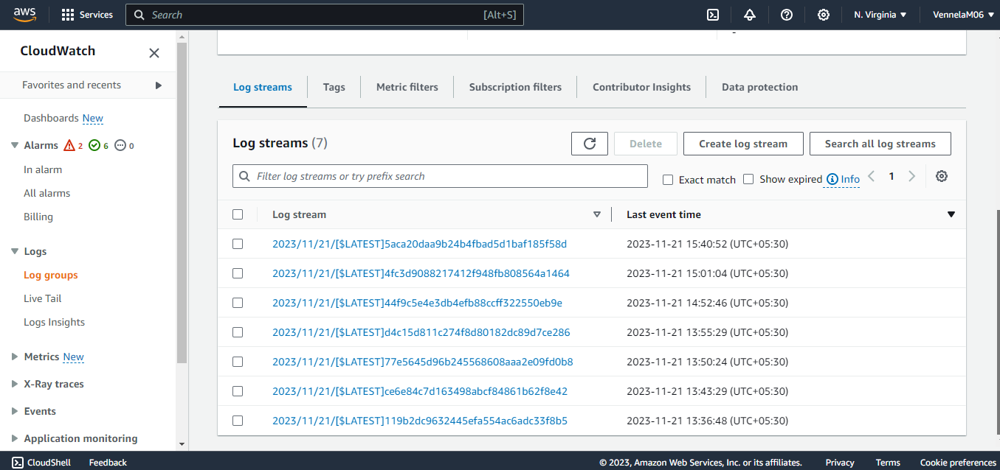 aws Services Search [Alt+S] N. Virginia VennelaM06
CloudWatch
Favorites and recents
Dashboards New
Alarms 2 6 0
In alarm
All alarms
Billing
Logs
Log groups
Live Tail
Logs Insights
Metrics New
X-Ray traces
Events
Application monitoring
-
Log streams Tags Metric filters Subscription filters Contributor Insights Data protection
Log streams (7) Delete Create log stream Search all log streams
Filter log streams or try prefix search Exact match Show expired Info 1
Log stream Last event time
2023/11/21/[$LATEST]5aca20daa9b24b4fbad5d1baf185f58d 2023-11-21 15:40:52 (UTC+05:30)
2023/11/21/[$LATEST]4fc3d9088217412f948fb808564a1464 2023-11-21 15:01:04 (UTC+05:30)
2023/11/21/[$LATEST]44f9c5e4e3db4efb88ccff322550eb9e 2023-11-21 14:52:46 (UTC+05:30)
2023/11/21/[$LATEST]d4c15d811c274f8d80182dc89d7ce286 2023-11-21 13:55:29 (UTC+05:30)
2023/11/21/[$LATEST]77e5645d96b245568608aaa2e09fd0b8 2023-11-21 13:50:24 (UTC+05:30)
2023/11/21/[$LATEST]ce6e84c7d163498abcf84861b62f8e42 2023-11-21 13:43:29 (UTC+05:30)
2023/11/21/[$LATEST]119b2dc9632445efa554ac6adc33f8b5 2023-11-21 13:36:48 (UTC+05:30)
CloudShell Feedback © 2023, Amazon Web Services, Inc. or its affiliates. Privacy Terms Cookie preferences